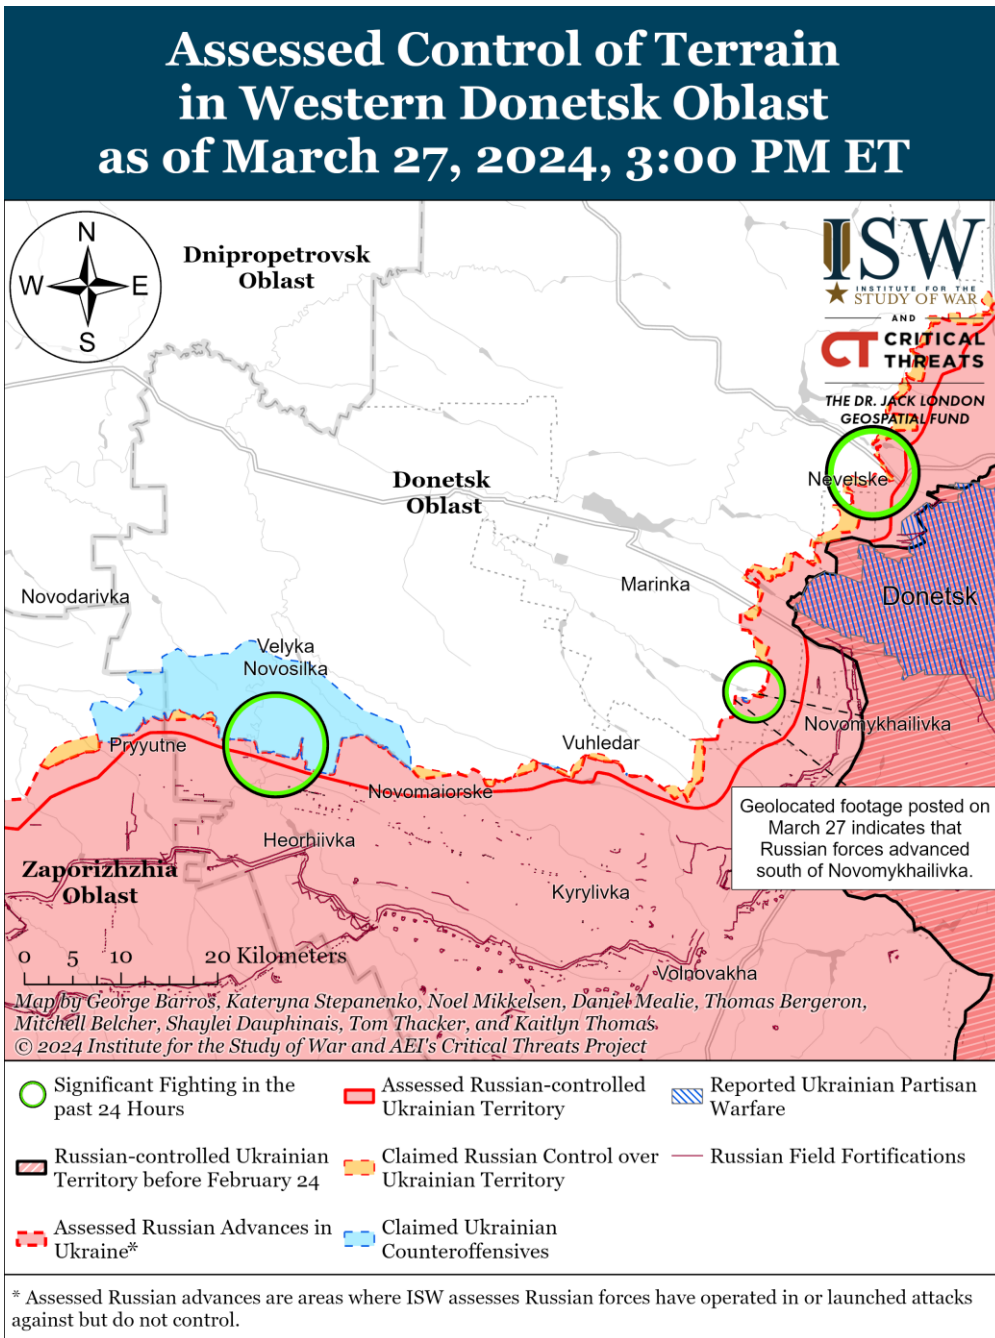 Assessed Control of Terrain
in Western Donetsk Oblast
as of March 27, 2024, 3:00 PM ET
N
W
E
S
Dnipropetrovsk
Oblast
ISW
INSTITUTE FOR THE
STUDY OF WAR
AND
CT CRITICAL
THREATS
THE DR. JACK LONDON
GEOSPATIAL FUND
Donetsk
Oblast
Nevelske
Novodarivka
Marinka
Donetsk
Velyka
Novosilka
Pryyutne
Vuhledar
Novomykhailivka
Novomaiorske
Geolocated footage posted on
March 27 indicates that
Russian forces advanced
south of Novomykhailivka.
Heorhiivka
Zaporizhzhia
Oblast
Kyrylivka
Volnovakha
0 5 10 20 Kilometers
Map by George Barros, Kateryna Stepanenko, Noel Mikkelsen, Daniel Mealie, Thomas Bergeron,
Mitchell Belcher, Shaylei Dauphinais, Tom Thacker, and Kaitlyn Thomas
© 2024 Institute for the Study of War and AEI's Critical Threats Project
Significant Fighting in the
past 24 Hours
Assessed Russian-controlled
Ukrainian Territory
Reported Ukrainian Partisan
Warfare
Russian-controlled Ukrainian
Territory before February 24
Claimed Russian Control over
Ukrainian Territory
Russian Field Fortifications
Assessed Russian Advances in
Ukraine*
Claimed Ukrainian
Counteroffensives
* Assessed Russian advances are areas where ISW assesses Russian forces have operated in or launched attacks
against but do not control.